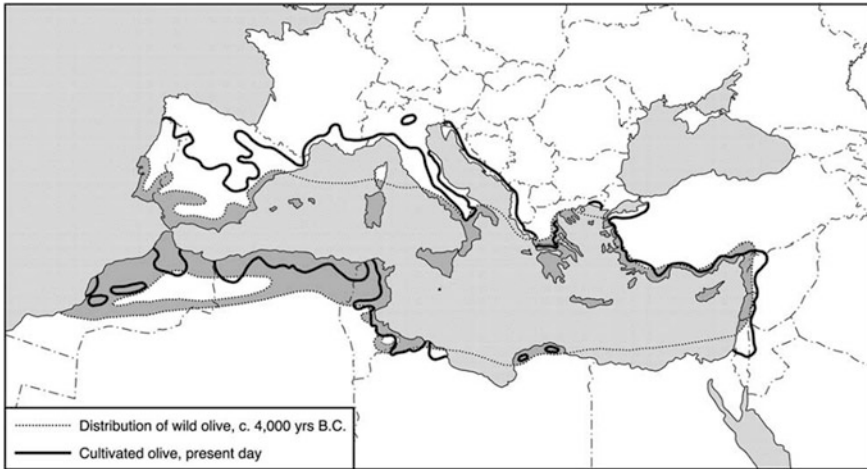 Distribution of wild olive, c. 4,000 yrs B.C.
Cultivated olive, present day